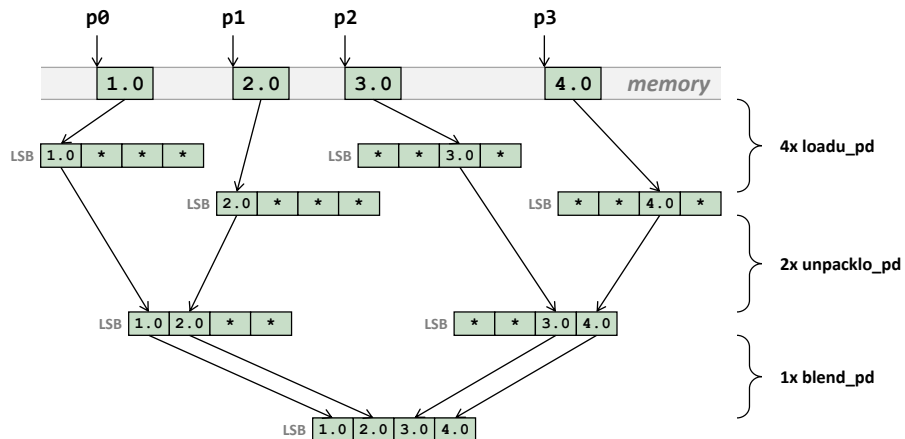 p0 p1 p2 p3
1.0 2.0 3.0 4.0 memory
4x loadu_pd
LSB 1.0 * * * LSB * * 3.0 *
LSB 2.0 * * * LSB * * 4.0 *
2x unpacklo_pd
LSB 1.0 2.0 * * LSB * * 3.0 4.0
1x blend_pd
LSB 1.0 2.0 3.0 4.0